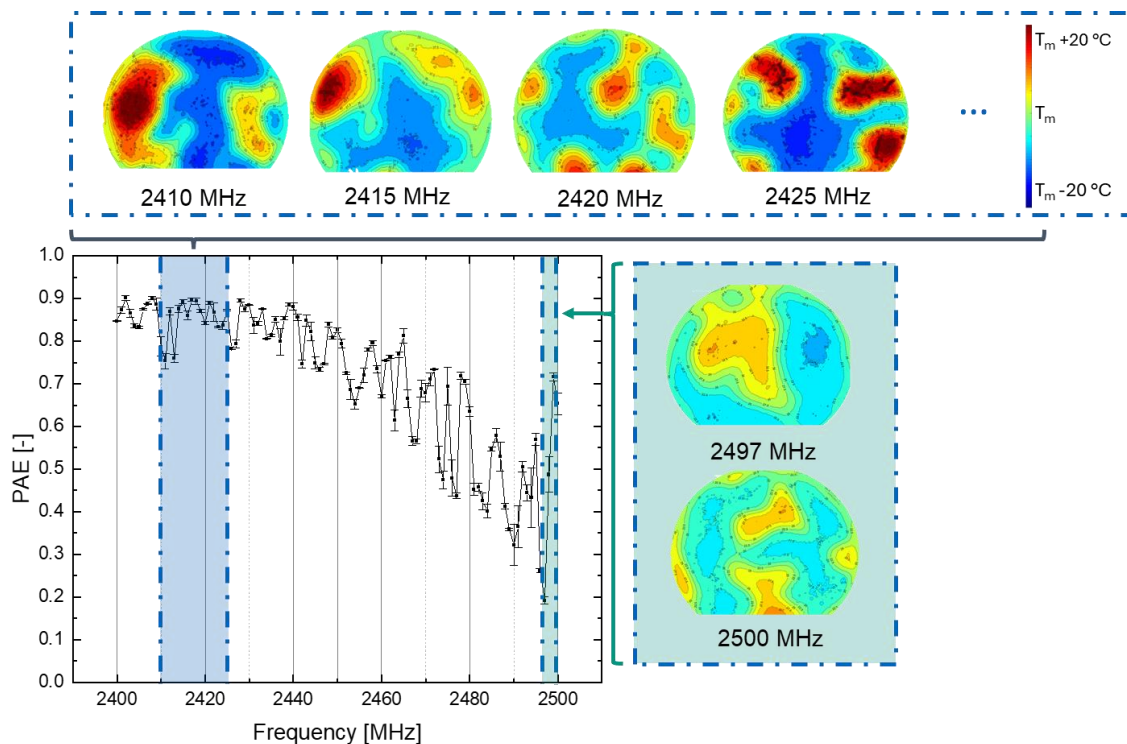 Tm +20 ºC
Tm
Tm -20 ºC
...
2410 MHz
2415 MHz
2420 MHz
2425 MHz
1.0
0.9
0.8
0.7
0.6
0.5
0.4
0.3
0.2
0.1
0.0
PAE [-]
2400
2420
2440
2460
2480
2500
Frequency [MHz]
2497 MHz
2500 MHz